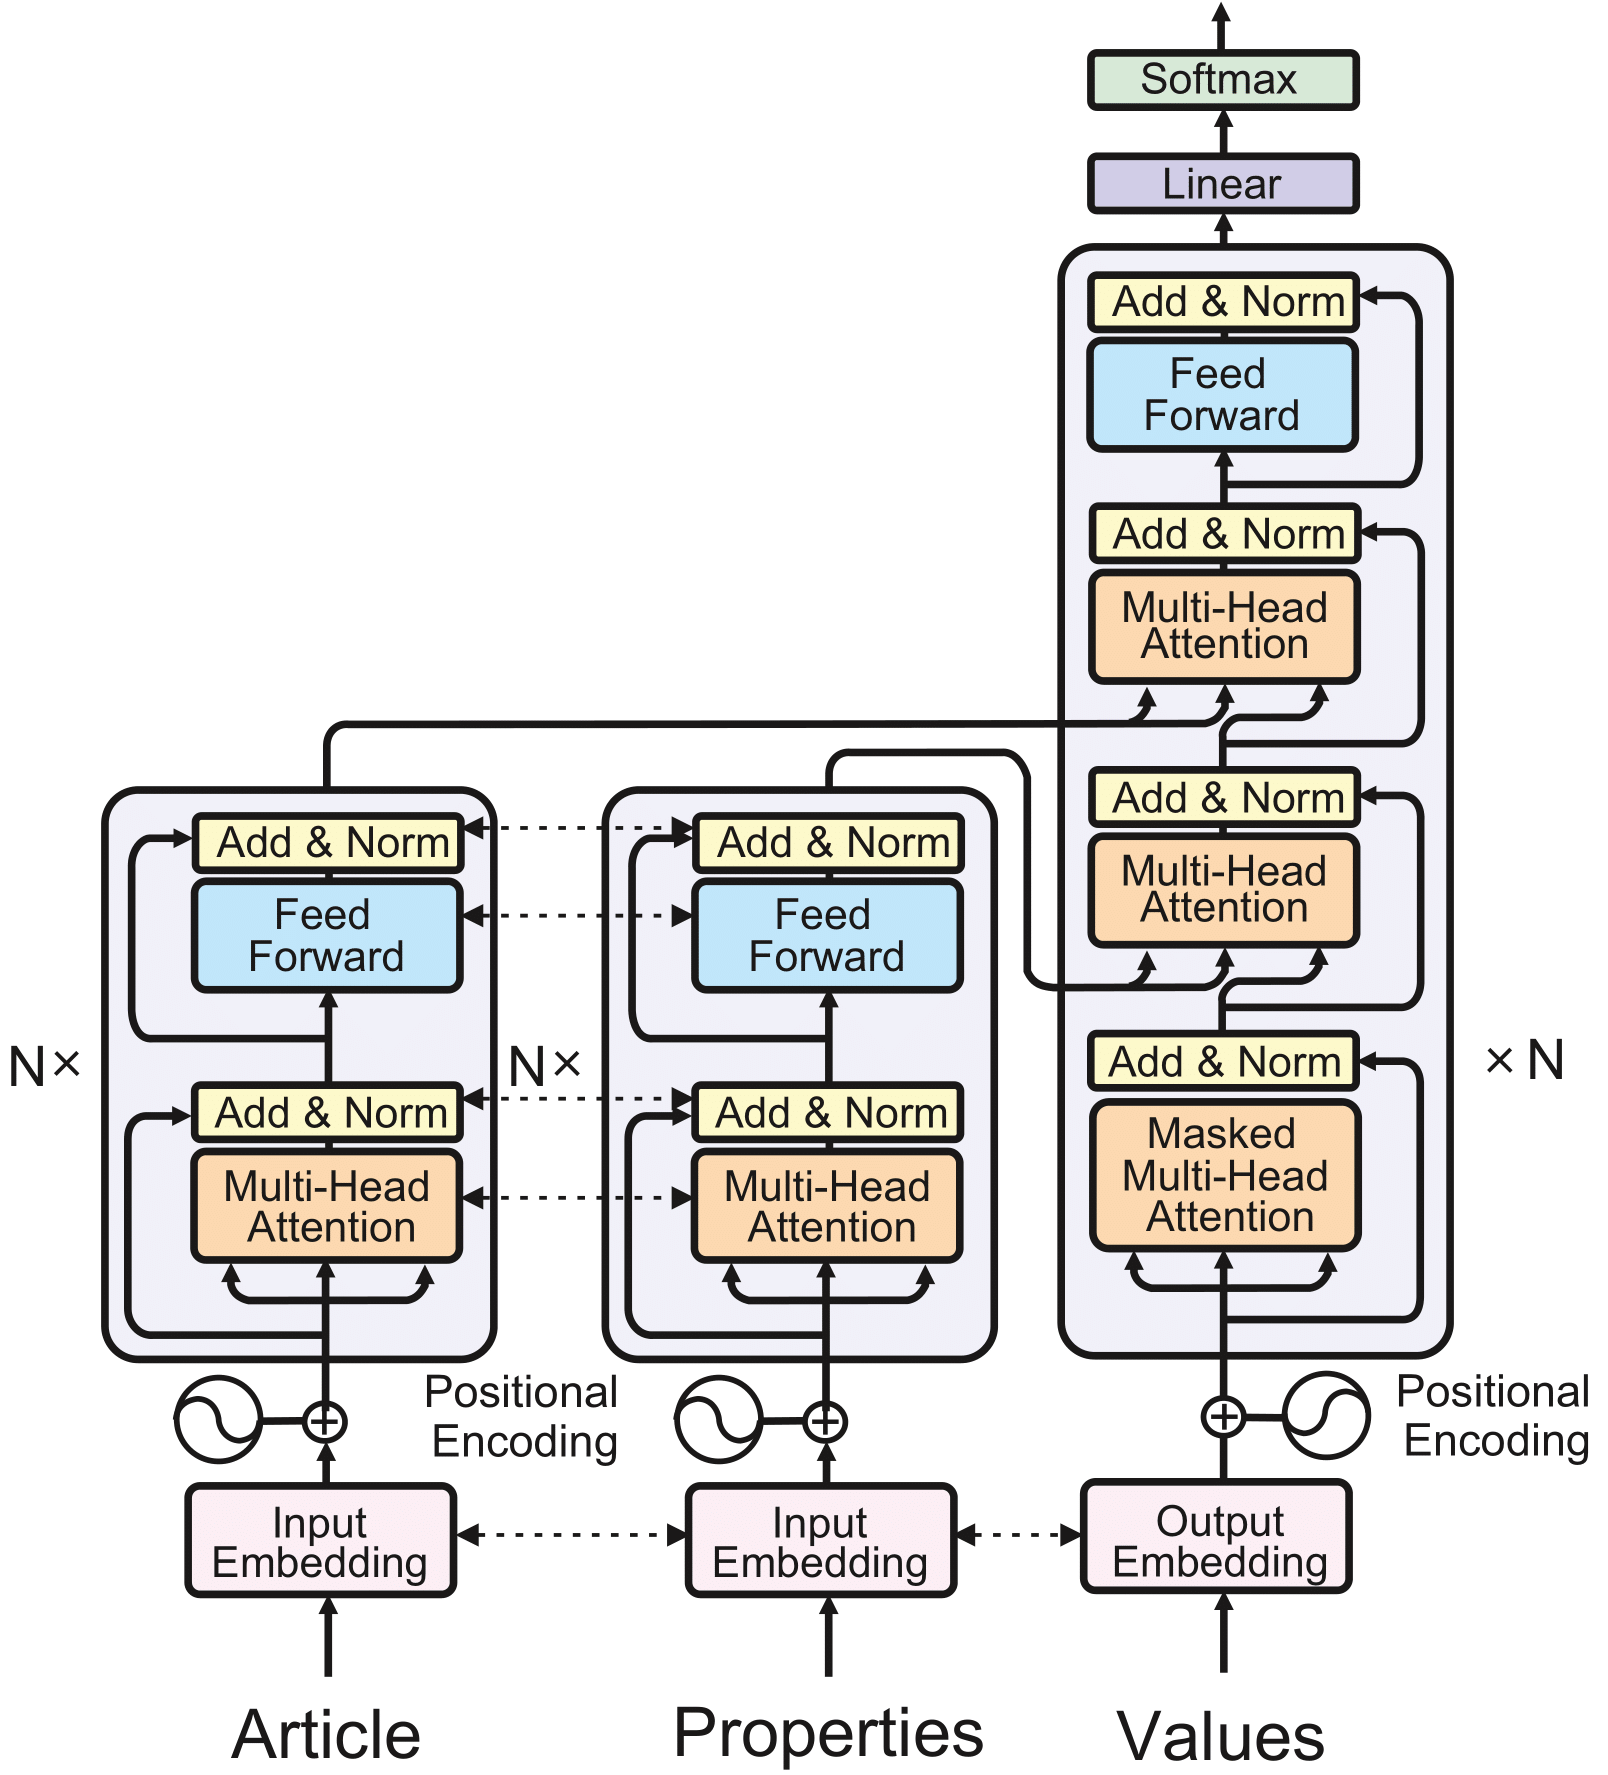 Softmax
Linear
Add & Norm
Feed
Forward
Add & Norm
Multi-Head
Attention
Add & Norm
Multi-Head
Attention
Add & Norm
Masked
Multi-Head
Attention
× N
Add & Norm
Feed
Forward
N×
Add & Norm
Multi-Head
Attention
Add & Norm
Feed
Forward
N×
Add & Norm
Multi-Head
Attention
Positional
Encoding
Positional
Encoding
Input
Embedding
Input
Embedding
Output
Embedding
Article
Properties
Values